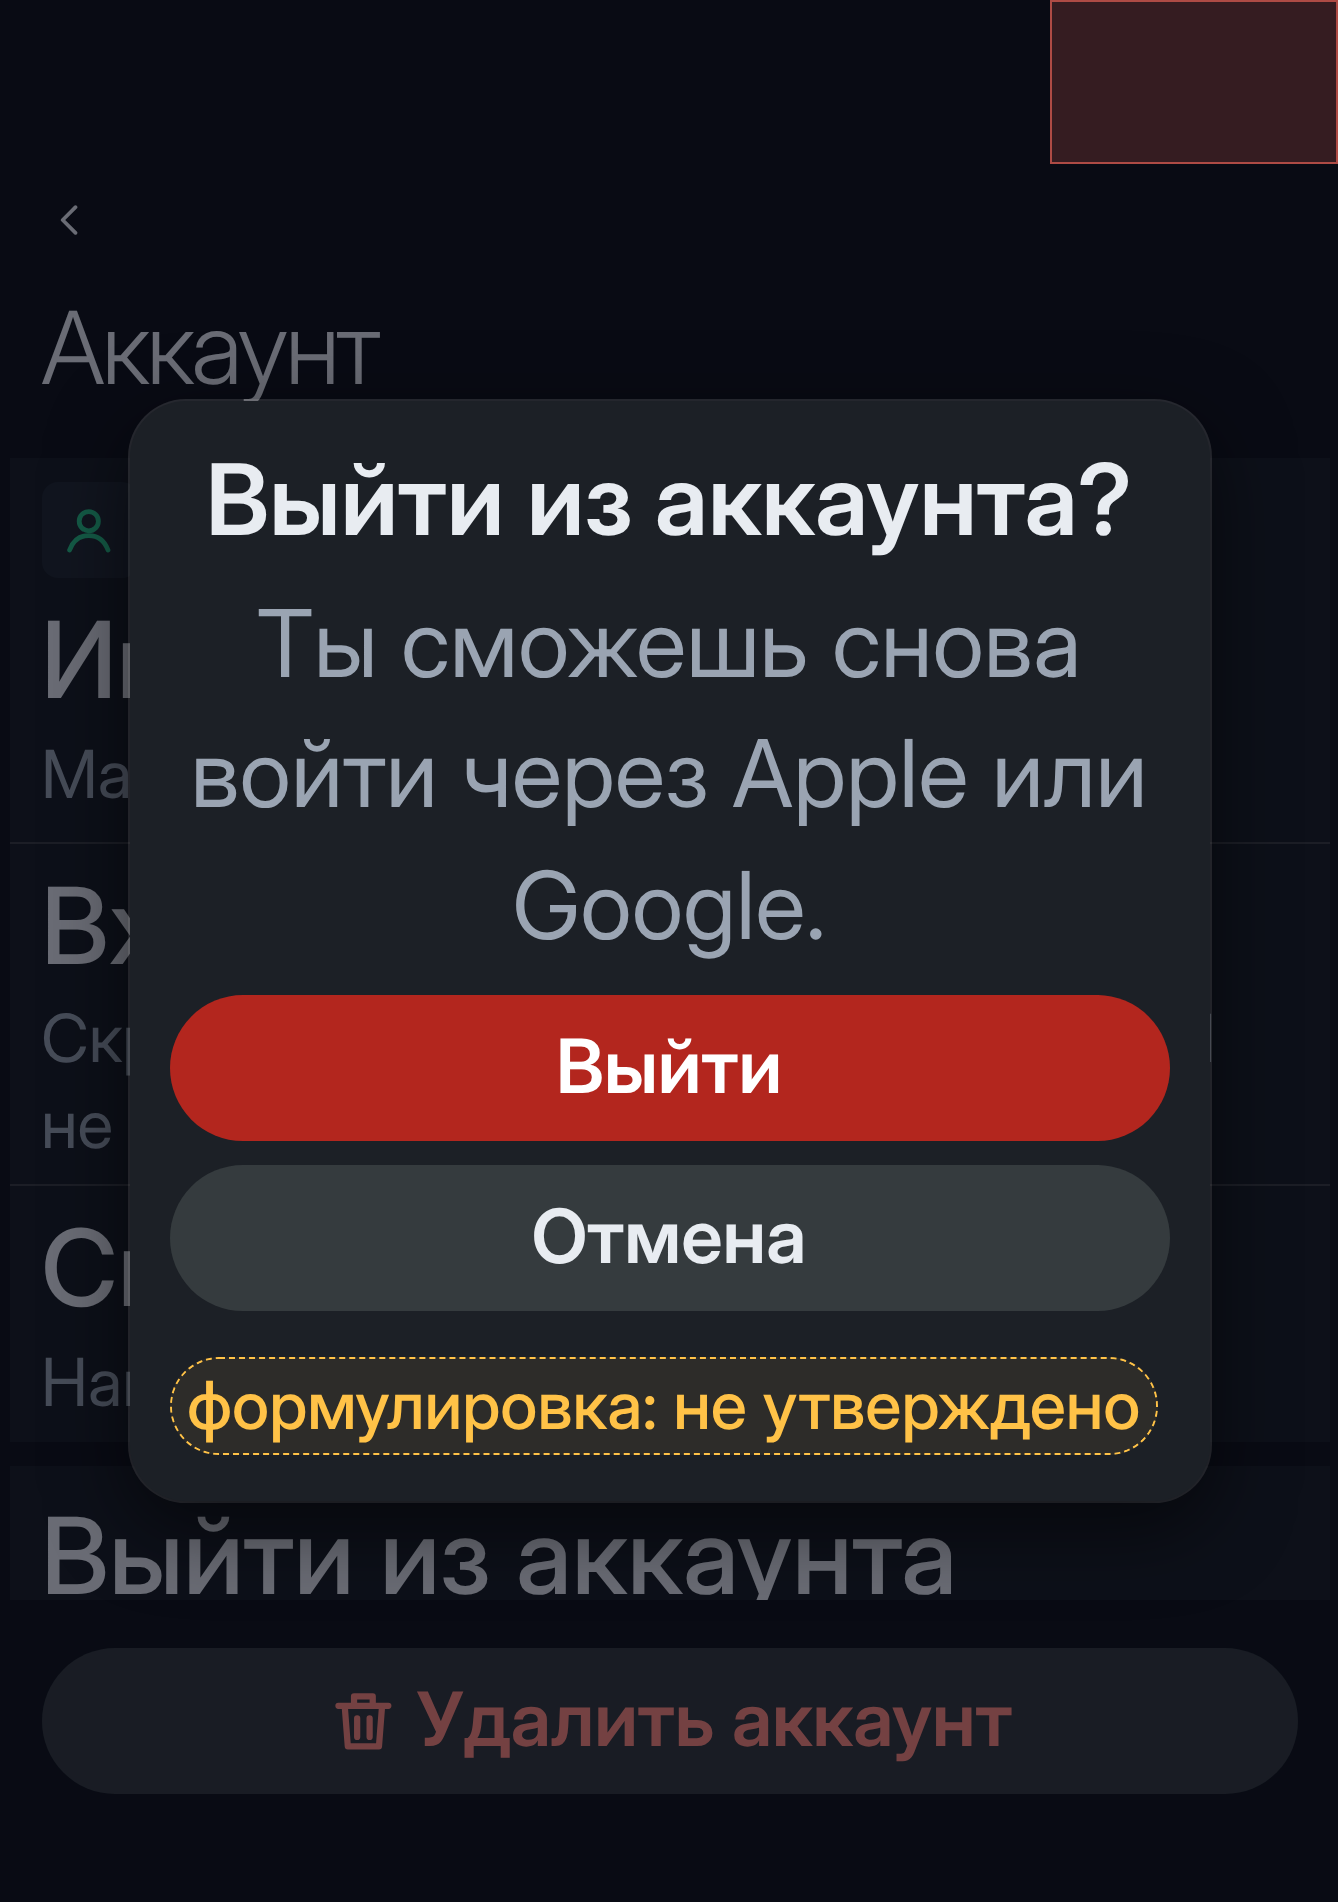 Аккаунт
Выйти из аккаунта?
Ты сможешь снова
войти через Apple или
Google.
Выйти
Отмена
формулировка: не утверждено
не
Выйти из аккаунта
Удалить аккаунт